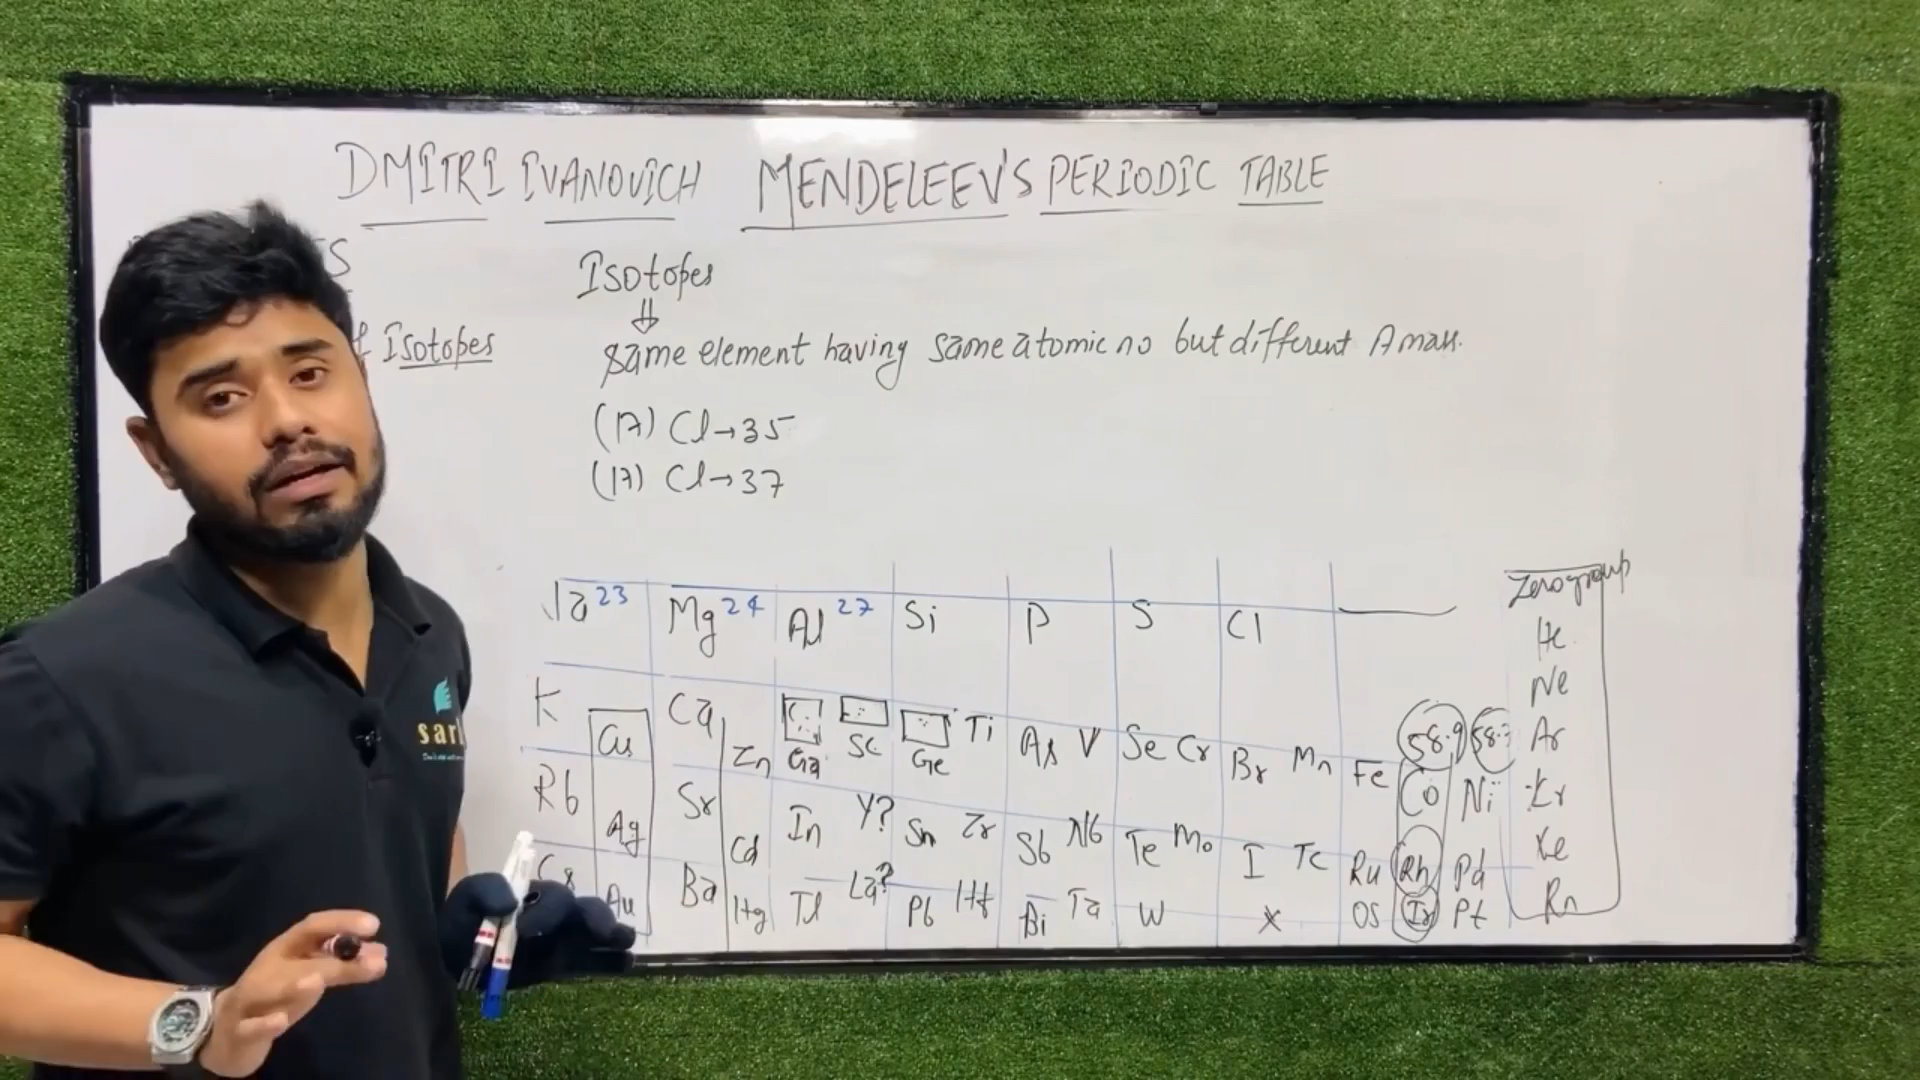 DMITRI IVANOVICH MENDELEEV'S PERIODIC TABLE
Isotopes
Isotopes
⇓
same element having same atomic no but different A mass.
(17) Cl→35
(17) Cl→37
Zero group
23 Mg 24 Al 27 Si P S Cl
He
Ne
K Ca Ti 58.9
Cu Zn Ga Sc Ge As V Se Cr Br Mn Fe Co Ni Ar
Rb Sr In Y? Sn Zr Sb Nb Te Mo I Tc Ru Rh Pd Kr
Ag Cd Xe
Cs Ba Tl La? Pb Hf Bi Ta W × OS Ir Pt Rn
Au Hg
sarl